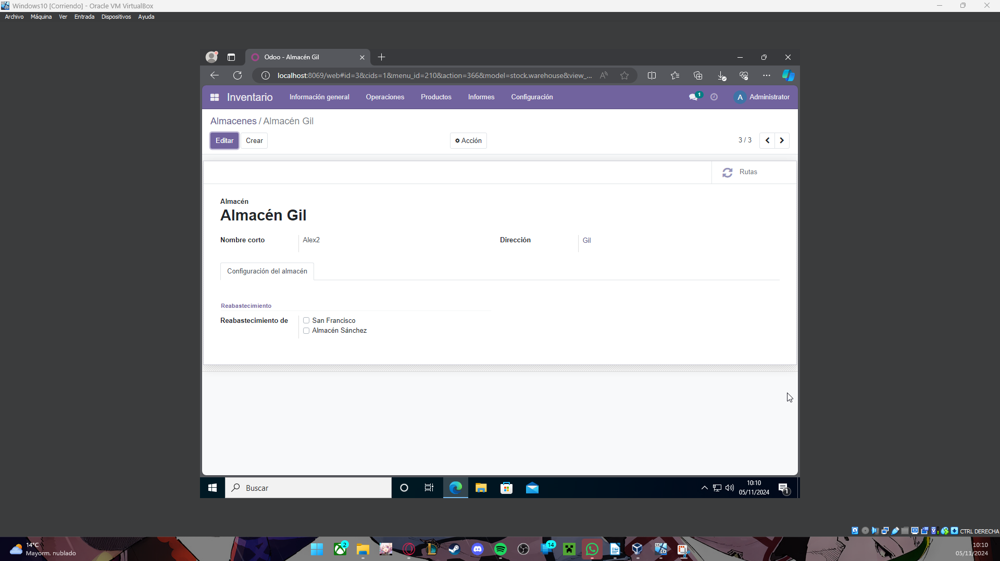 Windows10 [Corriendo] - Oracle VM VirtualBox
Archivo Máquina Ver Entrada Dispositivos Ayuda
Odoo - Almacén Gil
localhost:8069/web#id=3&cids=1&menu_id=210&action=366&model=stock.warehouse&view_...
Inventario Información general Operaciones Productos Informes Configuración 1 A Administrator
Almacenes / Almacén Gil
Editar Crear Acción 3 / 3
Rutas
Almacén
Almacén Gil
Nombre corto Alex2 Dirección Gil
Configuración del almacén
Reabastecimiento
Reabastecimiento de San Francisco
Almacén Sánchez
Buscar
10:10
05/11/2024
1
CTRL DERECHA
14°C
Mayorm. nublado
2
14
10:10
05/11/2024